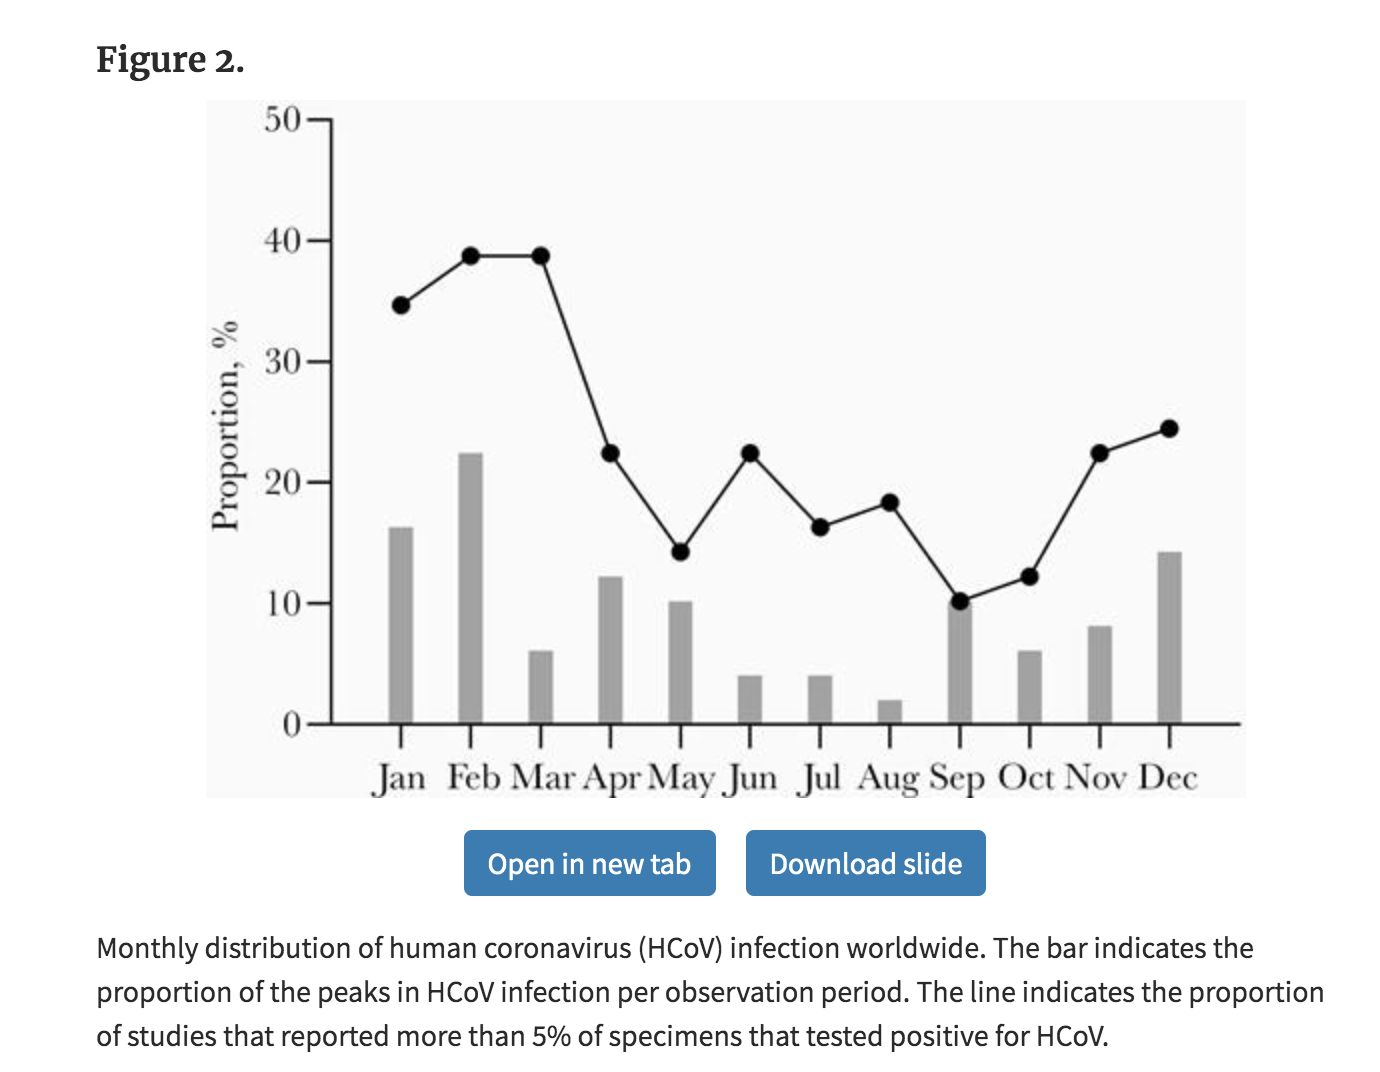 Figure 2.
50
40
30
20
10
0
Proportion, %
Jan Feb Mar Apr May Jun Jul Aug Sep Oct Nov Dec
Open in new tab Download slide
Monthly distribution of human coronavirus (HCoV) infection worldwide. The bar indicates the
proportion of the peaks in HCoV infection per observation period. The line indicates the proportion
of studies that reported more than 5% of specimens that tested positive for HCoV.